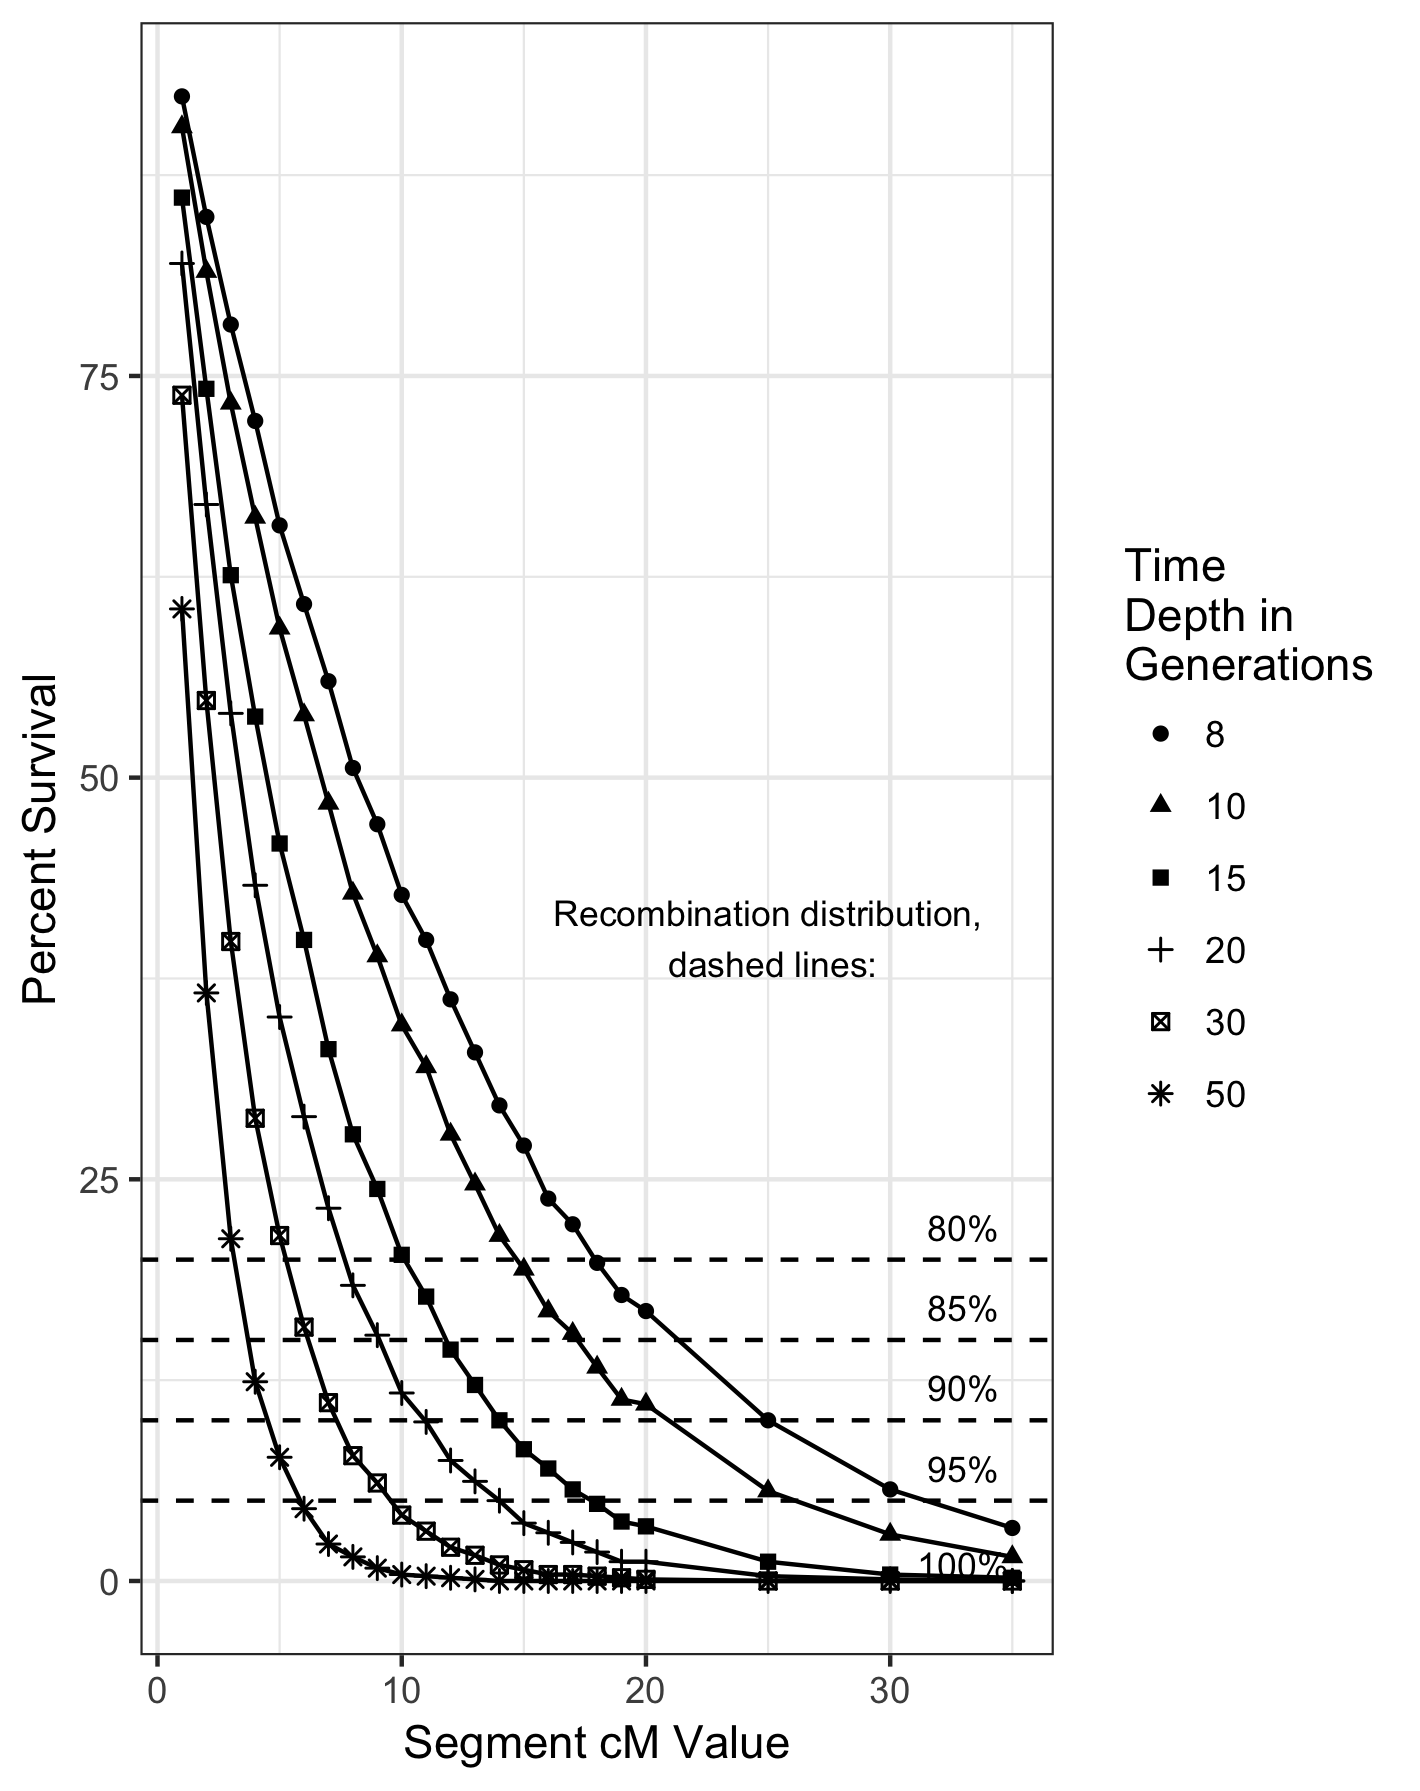 Percent Survival
75
50
25
0
0
10
20
30
Segment cM Value
Recombination distribution,
dashed lines:
80%
85%
90%
95%
100%
Time
Depth in
Generations
8
10
15
20
30
50